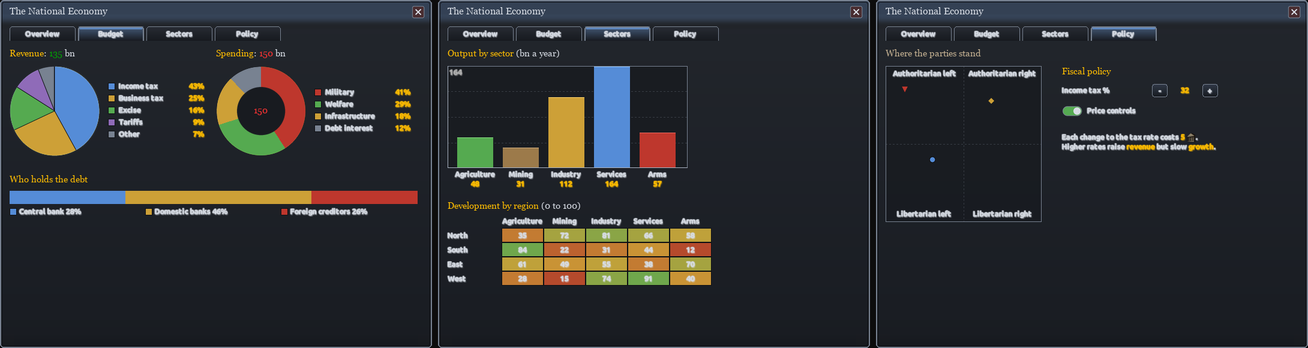 The National Economy
Overview Budget Sectors Policy
Revenue: 135 bn
Spending: 150 bn
Income tax 43%
Business tax 25%
Excise 16%
Tariffs 9%
Other 7%
150
Military 41%
Welfare 29%
Infrastructure 18%
Debt interest 12%
Who holds the debt
Central bank 28%
Domestic banks 46%
Foreign creditors 26%
The National Economy
Overview Budget Sectors Policy
Output by sector (bn a year)
164
Agriculture Mining Industry Services Arms
48 31 112 164 57
Development by region (0 to 100)
Agriculture Mining Industry Services Arms
North 35 72 81 66 58
South 84 22 31 44 12
East 61 49 55 38 70
West 28 15 74 91 40
The National Economy
Overview Budget Sectors Policy
Where the parties stand
Authoritarian left Authoritarian right
Libertarian left Libertarian right
Fiscal policy
Income tax % - 32 +
Price controls
Each change to the tax rate costs 5 .
Higher rates raise revenue but slow growth.